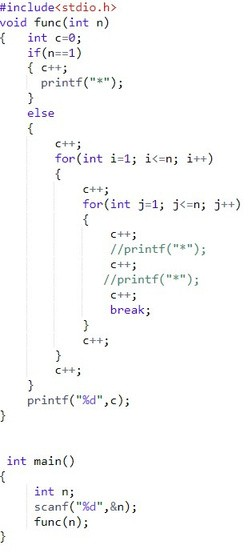 #include<stdio.h>
void func(int n)
{   int c=0;
    if(n==1)
    { c++;
      printf("*");
    }
    else
    {
        c++;
        for(int i=1; i<=n; i++)
        {
            c++;
            for(int j=1; j<=n; j++)
            {
                c++;
                //printf("*");
                c++;
               //printf("*");
                c++;
                break;
            }
            c++;
        }
        c++;
    }
    printf("%d",c);
}
 int main()
{
     int n;
     scanf("%d",&n);
     func(n);
}